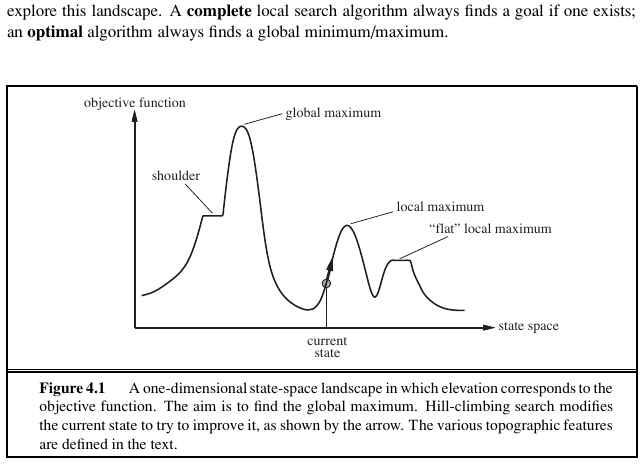 explore this landscape. A complete local search algorithm always finds a goal if one exists;
an optimal algorithm always finds a global minimum/maximum.
objective function
global maximum
shoulder
local maximum
“flat” local maximum
state space
current
state
Figure 4.1 A one-dimensional state-space landscape in which elevation corresponds to the
objective function. The aim is to find the global maximum. Hill-climbing search modifies
the current state to try to improve it, as shown by the arrow. The various topographic features
are defined in the text.